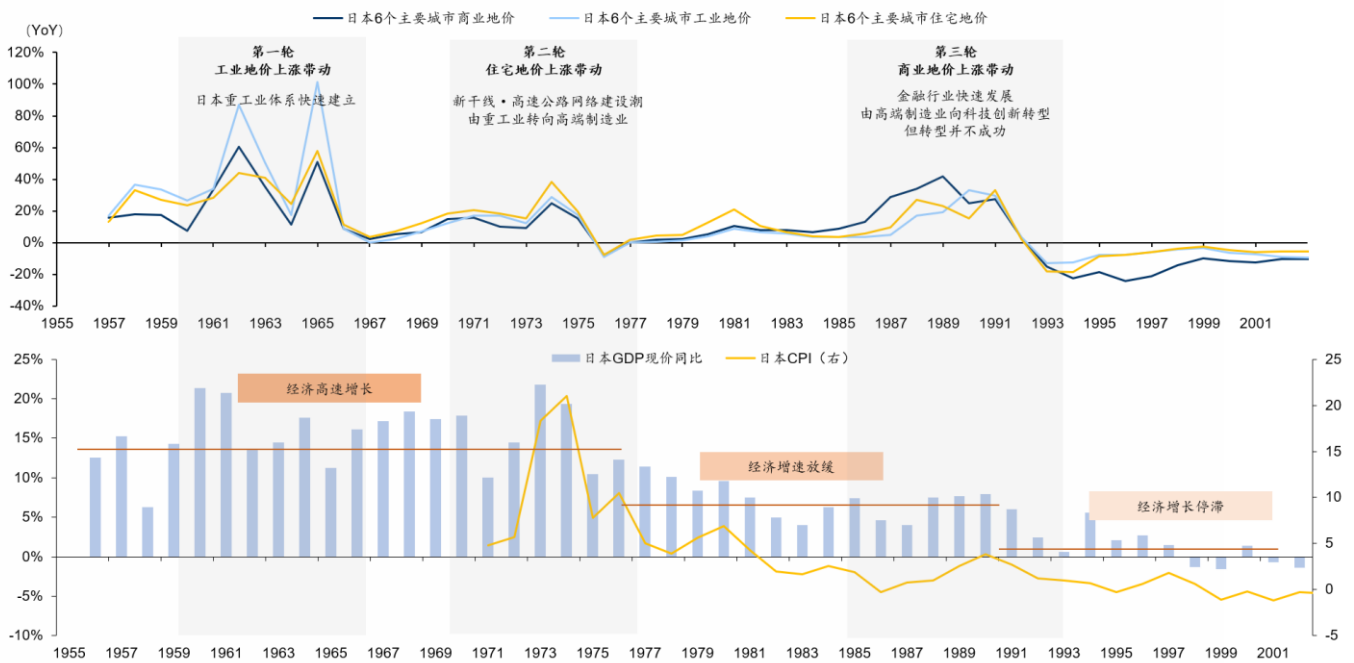 日本6个主要城市商业地价 日本6个主要城市工业地价 日本6个主要城市住宅地价
（YoY）
120%
100%
80%
60%
40%
20%
0%
-20%
-40%
第一轮
工业地价上涨带动
日本重工业体系快速建立
第二轮
住宅地价上涨带动
新干线·高速公路网络建设潮
由重工业转向高端制造业
第三轮
商业地价上涨带动
金融行业快速发展
由高端制造业向科技创新转型
但转型并不成功
1955 1957 1959 1961 1963 1965 1967 1969 1971 1973 1975 1977 1979 1981 1983 1985 1987 1989 1991 1993 1995 1997 1999 2001
日本GDP现价同比 日本CPI（右）
25%
20%
15%
10%
5%
0%
-5%
-10%
经济高速增长
经济增速放缓
经济增长停滞
25
20
15
10
5
0
-5
1955 1957 1959 1961 1963 1965 1967 1969 1971 1973 1975 1977 1979 1981 1983 1985 1987 1989 1991 1993 1995 1997 1999 2001